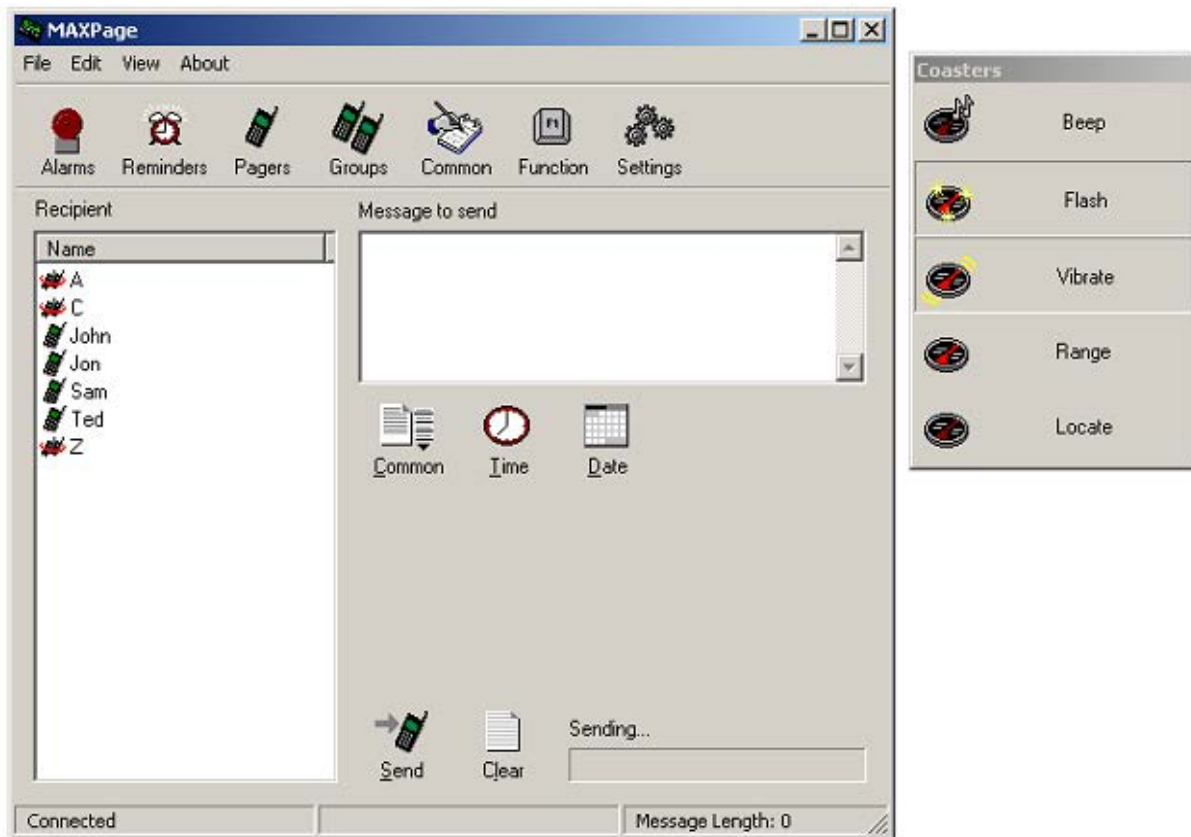 MAXPage
File Edit View About
Alarms Reminders Pagers Groups Common F1 Function Settings
Recipient
Name
A
C
John
Jon
Sam
Ted
Z
Message to send
Common Time Date
Send Clear
Sending...
Connected
Message Length: 0
Coasters
Beep
Flash
Vibrate
Range
Locate